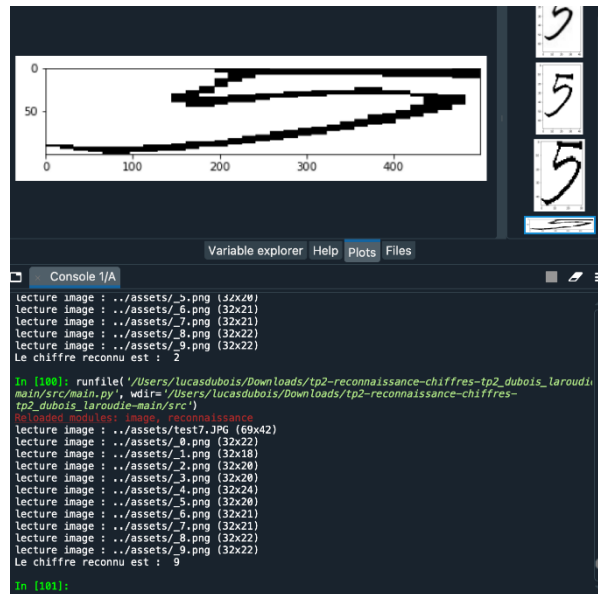 5
5
5
0
50
0
100
200
300
400
Variable explorer Help Plots Files
Console 1/A
lecture image : ../assets/_5.png (32x20)
lecture image : ../assets/_6.png (32x21)
lecture image : ../assets/_7.png (32x21)
lecture image : ../assets/_8.png (32x22)
lecture image : ../assets/_9.png (32x22)
Le chiffre reconnu est : 2
In [100]: runfile('/Users/lucasdubois/Downloads/tp2-reconnaissance-chiffres-tp2_dubois_laroudie-
main/src/main.py', wdir='/Users/lucasdubois/Downloads/tp2-reconnaissance-chiffres-
tp2_dubois_laroudie-main/src')
Reloaded modules: image, reconnaissance
lecture image : ../assets/test7.JPG (69x42)
lecture image : ../assets/_0.png (32x22)
lecture image : ../assets/_1.png (32x18)
lecture image : ../assets/_2.png (32x20)
lecture image : ../assets/_3.png (32x20)
lecture image : ../assets/_4.png (32x24)
lecture image : ../assets/_5.png (32x20)
lecture image : ../assets/_6.png (32x21)
lecture image : ../assets/_7.png (32x21)
lecture image : ../assets/_8.png (32x22)
lecture image : ../assets/_9.png (32x22)
Le chiffre reconnu est : 9
In [101]: